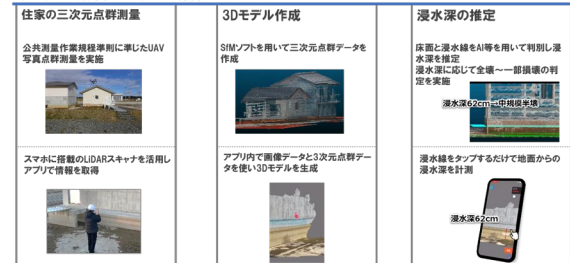 住家の三次元点群測量
公共測量作業規程準則に準じたUAV
写真点群測量を実施
スマホに搭載のLiDARスキャナを活用し
アプリで情報を取得
3Dモデル作成
SfMソフトを用いて三次元点群データを
作成
アプリ内で画像データと3次元点群デー
タを使い3Dモデルを生成
浸水深の推定
床面と浸水線をAI等を用いて判別し浸
水深を推定
浸水深に応じて全壊～一部損壊の判
定を実施
浸水深62cm→中規模半壊
浸水線をタップするだけで地面からの
浸水深を計測
浸水深62cm